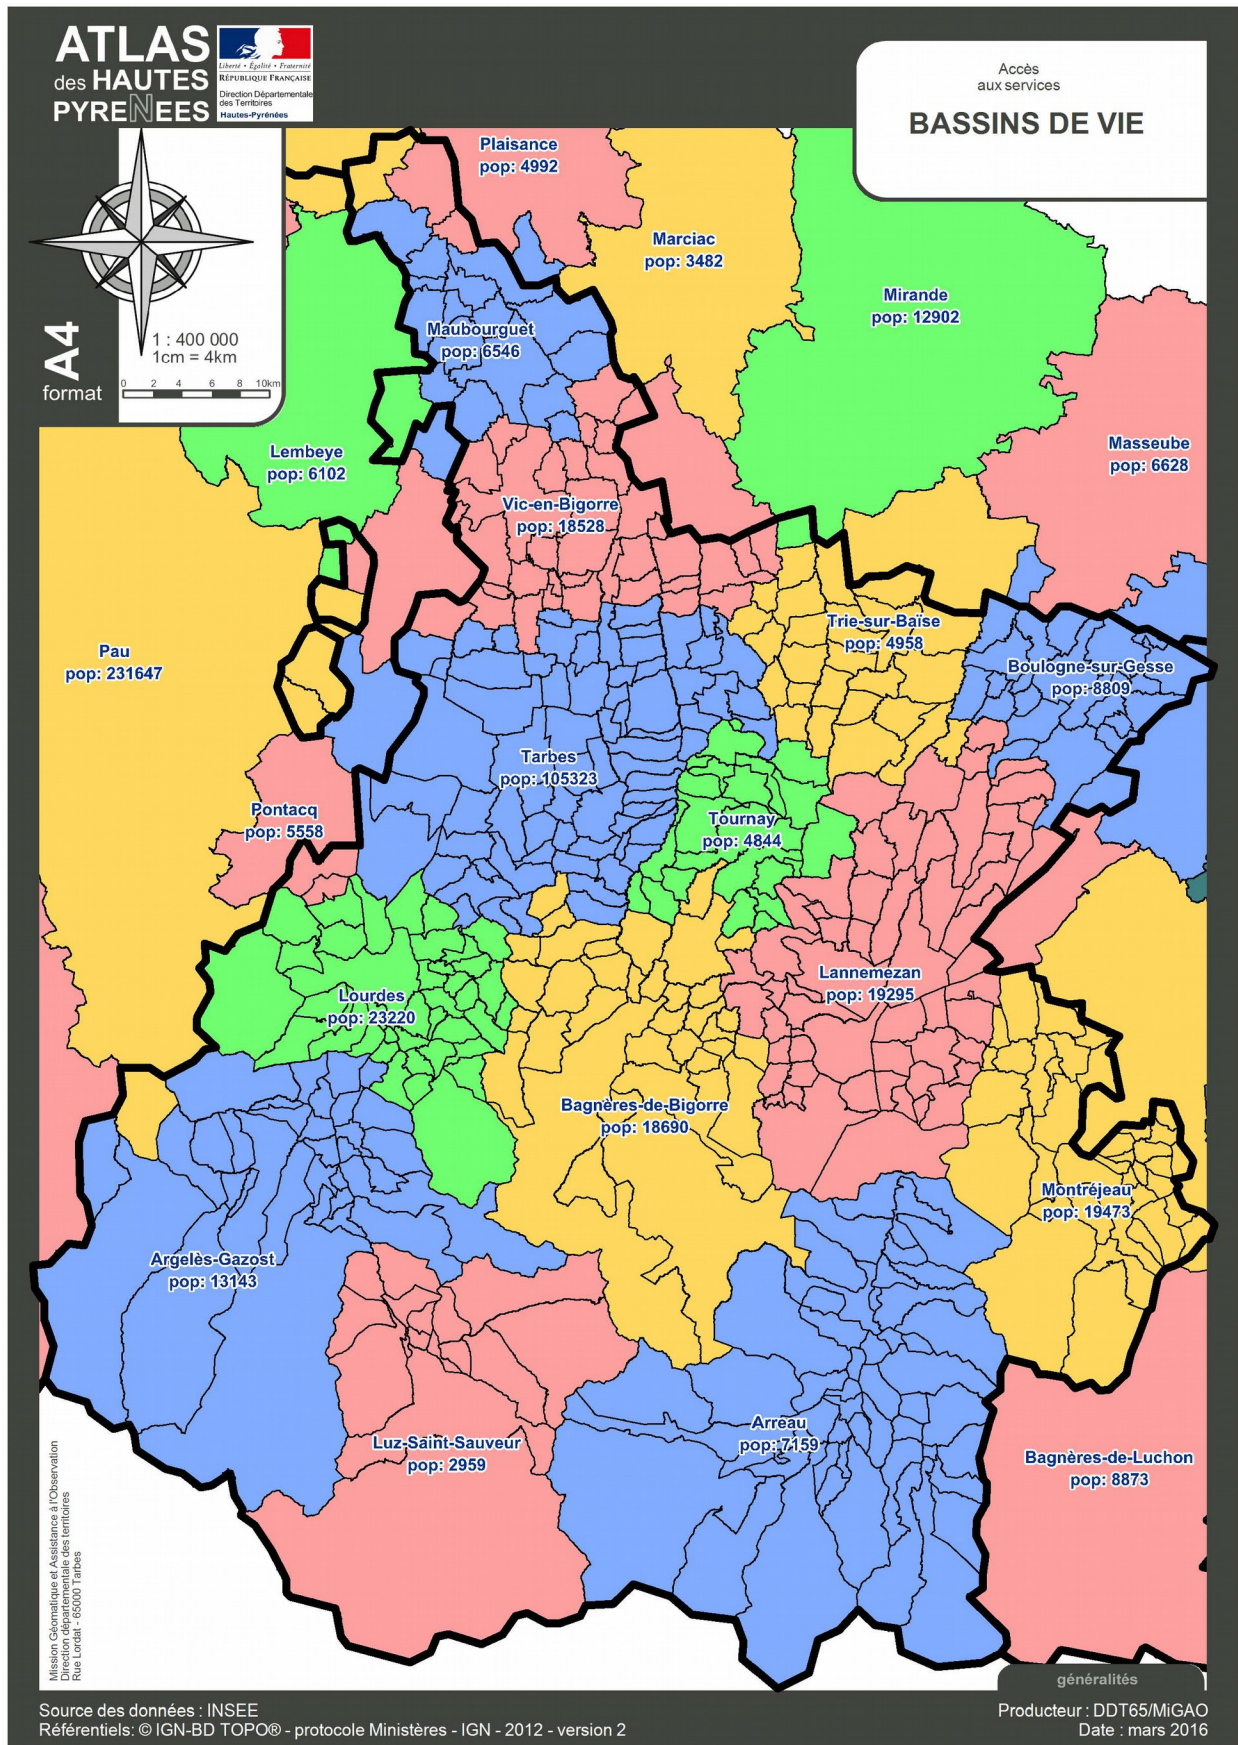 ATLAS
des HAUTES
PYRENEES
Liberté • Égalité • Fraternité
RÉPUBLIQUE FRANÇAISE
Direction Départementale
des Territoires
Hautes-Pyrénées
Accès
aux services
BASSINS DE VIE
A4
format
1 : 400 000
1cm = 4km
0 2 4 6 8 10km
Plaisance
pop: 4992
Marciac
pop: 3482
Mirande
pop: 12902
Maubourguet
pop: 6546
Lembeye
pop: 6102
Masseube
pop: 6628
Vic-en-Bigorre
pop: 18528
Trie-sur-Baïse
pop: 4958
Pau
pop: 231647
Boulogne-sur-Gesse
pop: 8809
Tarbes
pop: 105323
Pontacq
pop: 5558
Tournay
pop: 4844
Lannemezan
pop: 19295
Lourdes
pop: 23220
Bagnères-de-Bigorre
pop: 18690
Montréjeau
pop: 19473
Argelès-Gazost
pop: 13143
Luz-Saint-Sauveur
pop: 2959
Arreau
pop: 7159
Bagnères-de-Luchon
pop: 8873
Mission Géomatique et Assistance à l'Observation
Direction départementale des territoires
Rue Lordat - 65000 Tarbes
généralités
Source des données : INSEE
Référentiels: © IGN-BD TOPO® - protocole Ministères - IGN - 2012 - version 2
Producteur : DDT65/MiGAO
Date : mars 2016